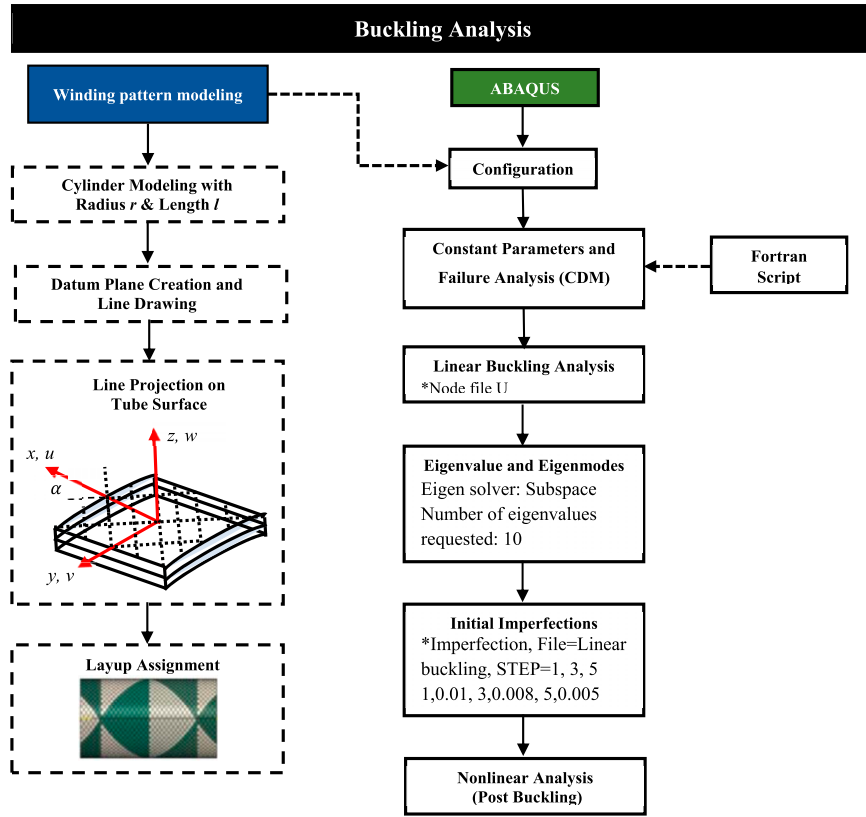 Buckling Analysis
Winding pattern modeling
Cylinder Modeling with
Radius r & Length l
Datum Plane Creation and
Line Drawing
Line Projection on
Tube Surface
z, w
x, u
α
y, v
Layup Assignment
ABAQUS
Configuration
Constant Parameters and
Failure Analysis (CDM)
Fortran
Script
Linear Buckling Analysis
*Node file U
Eigenvalue and Eigenmodes
Eigen solver: Subspace
Number of eigenvalues
requested: 10
Initial Imperfections
*Imperfection, File=Linear
buckling, STEP=1, 3, 5
1,0.01, 3,0.008, 5,0.005
Nonlinear Analysis
(Post Buckling)